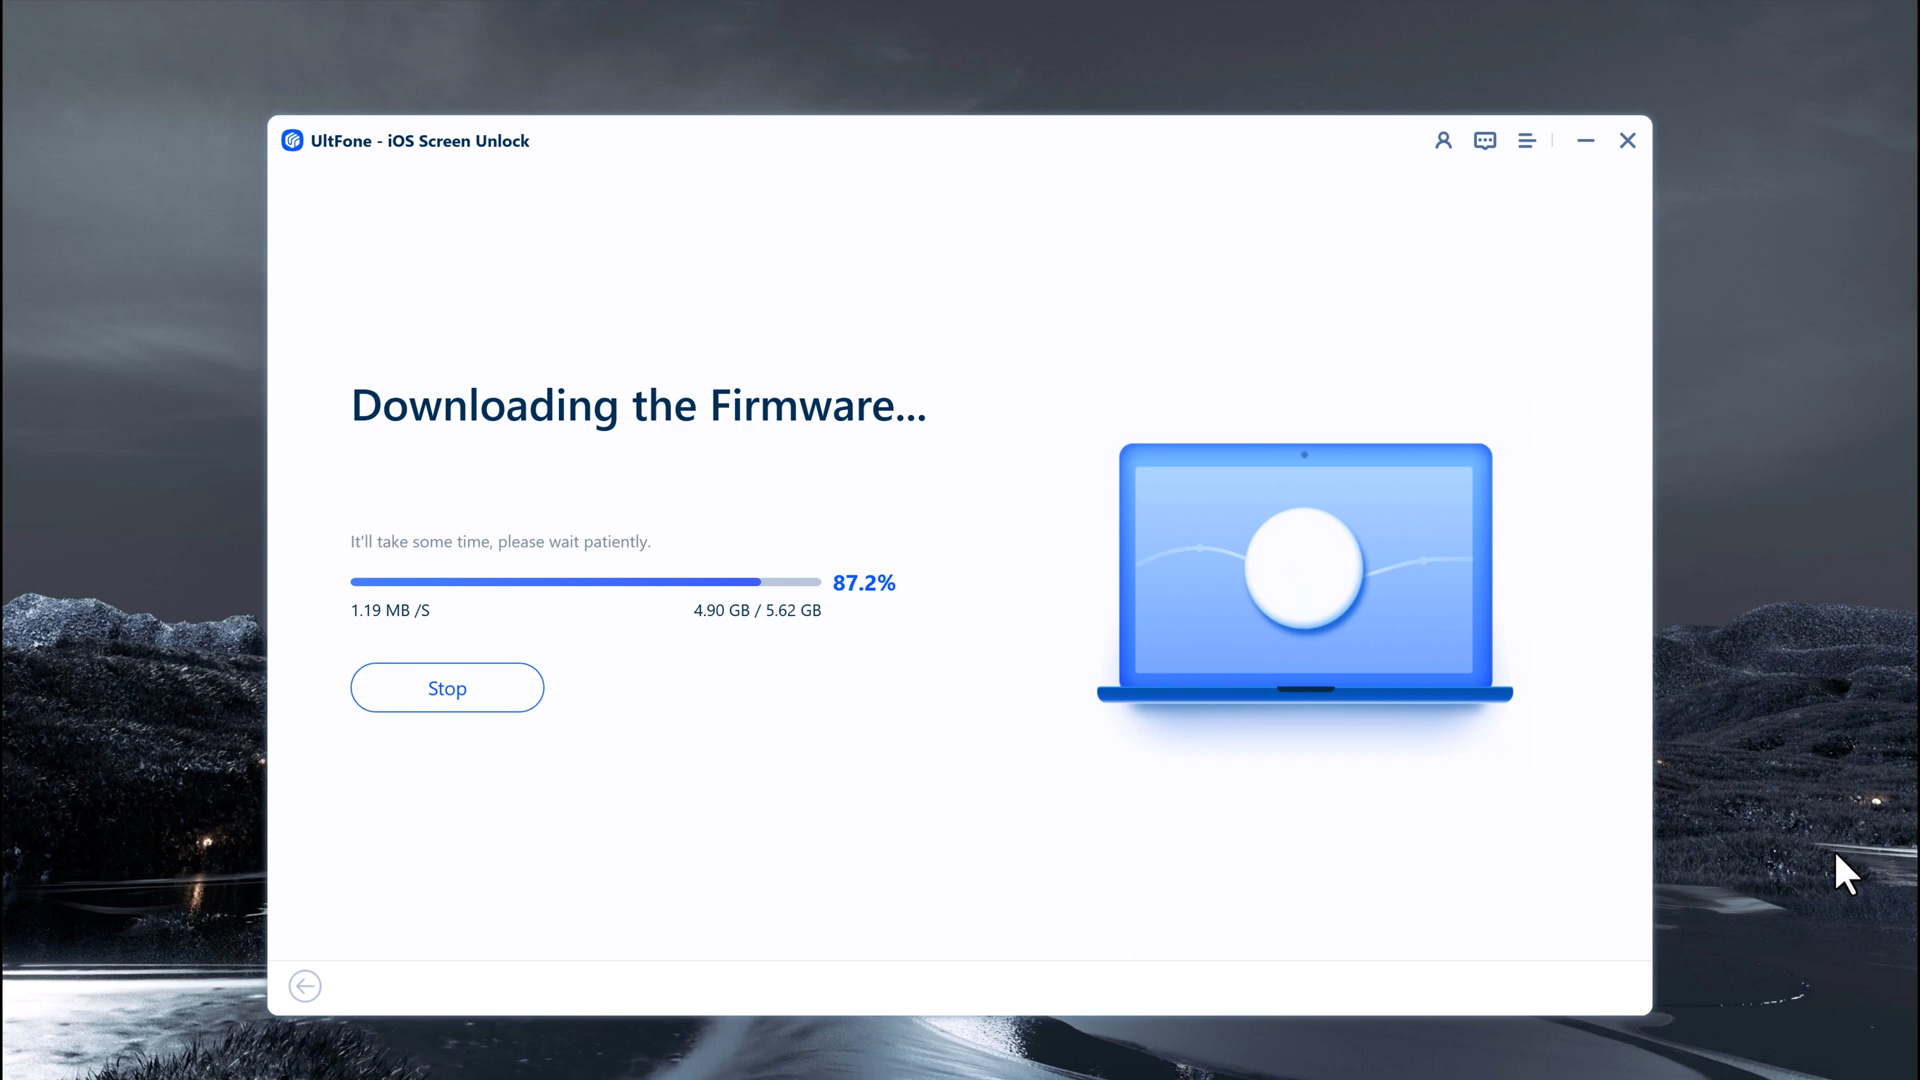 UltFone - iOS Screen Unlock
Downloading the Firmware...
It'll take some time, please wait patiently.
87.2%
1.19 MB /S
4.90 GB / 5.62 GB
Stop